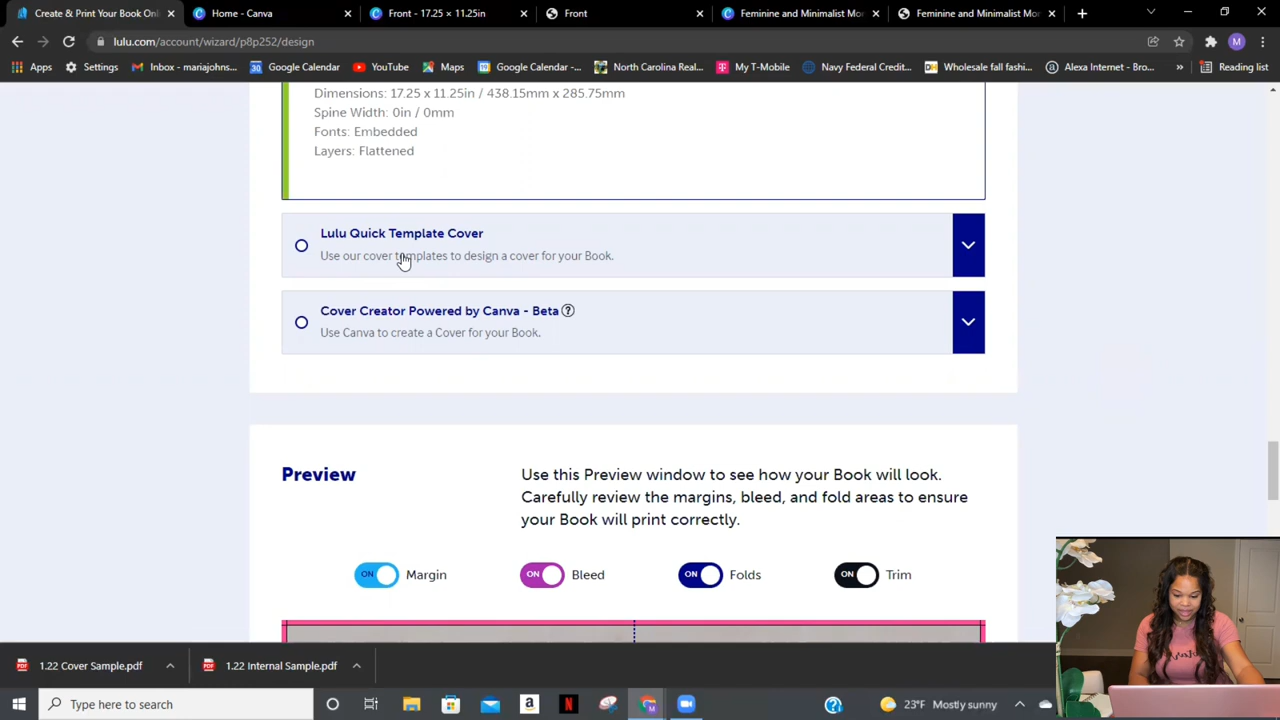 Create & Print Your Book Onl
Home - Canva
Front - 17.25 × 11.25in
Front
Feminine and Minimalist Mo
Feminine and Minimalist Mo
lulu.com/account/wizard/p8p252/design
M
Apps
Settings
Inbox - mariajohns...
Google Calendar
YouTube
Maps
Google Calendar -...
North Carolina Real...
My T-Mobile
Navy Federal Credit...
Wholesale fall fashi...
Alexa Internet - Bro...
Reading list
Dimensions: 17.25 x 11.25in / 438.15mm x 285.75mm
Spine Width: 0in / 0mm
Fonts: Embedded
Layers: Flattened
Lulu Quick Template Cover
Use our cover templates to design a cover for your Book.
Cover Creator Powered by Canva - Beta ?
Use Canva to create a Cover for your Book.
Preview
Use this Preview window to see how your Book will look.
Carefully review the margins, bleed, and fold areas to ensure
your Book will print correctly.
ON Margin
ON Bleed
ON Folds
ON Trim
1.22 Cover Sample.pdf
1.22 Internal Sample.pdf
Type here to search
23°F Mostly sunny